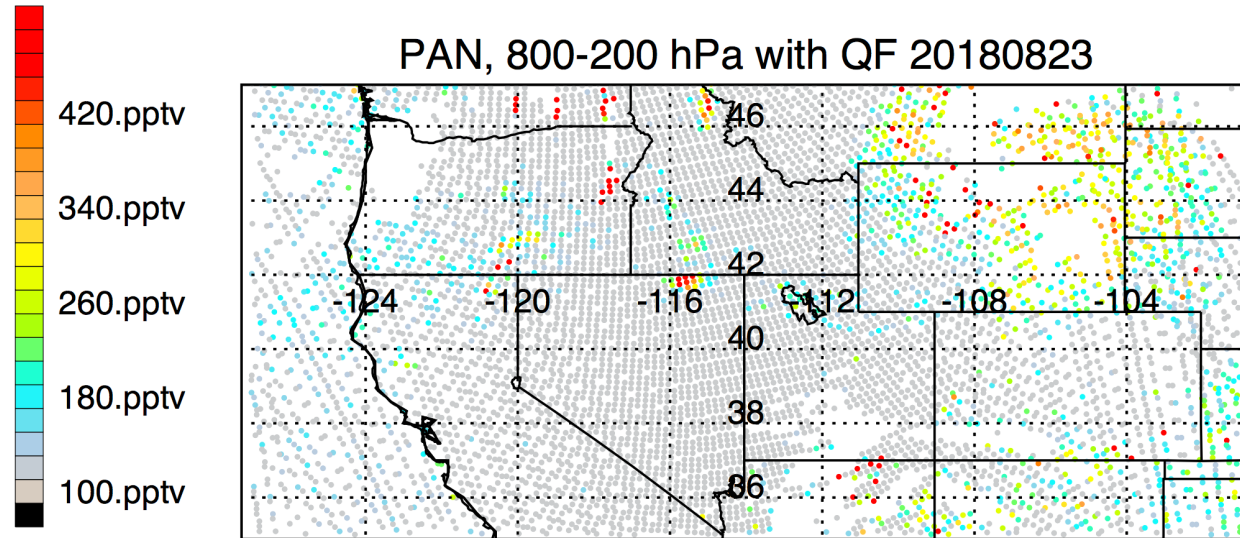 PAN, 800-200 hPa with QF 20180823
420.pptv
340.pptv
260.pptv
180.pptv
100.pptv
46
44
42
-124 -120 -116 -112 -108 -104
40
38
36